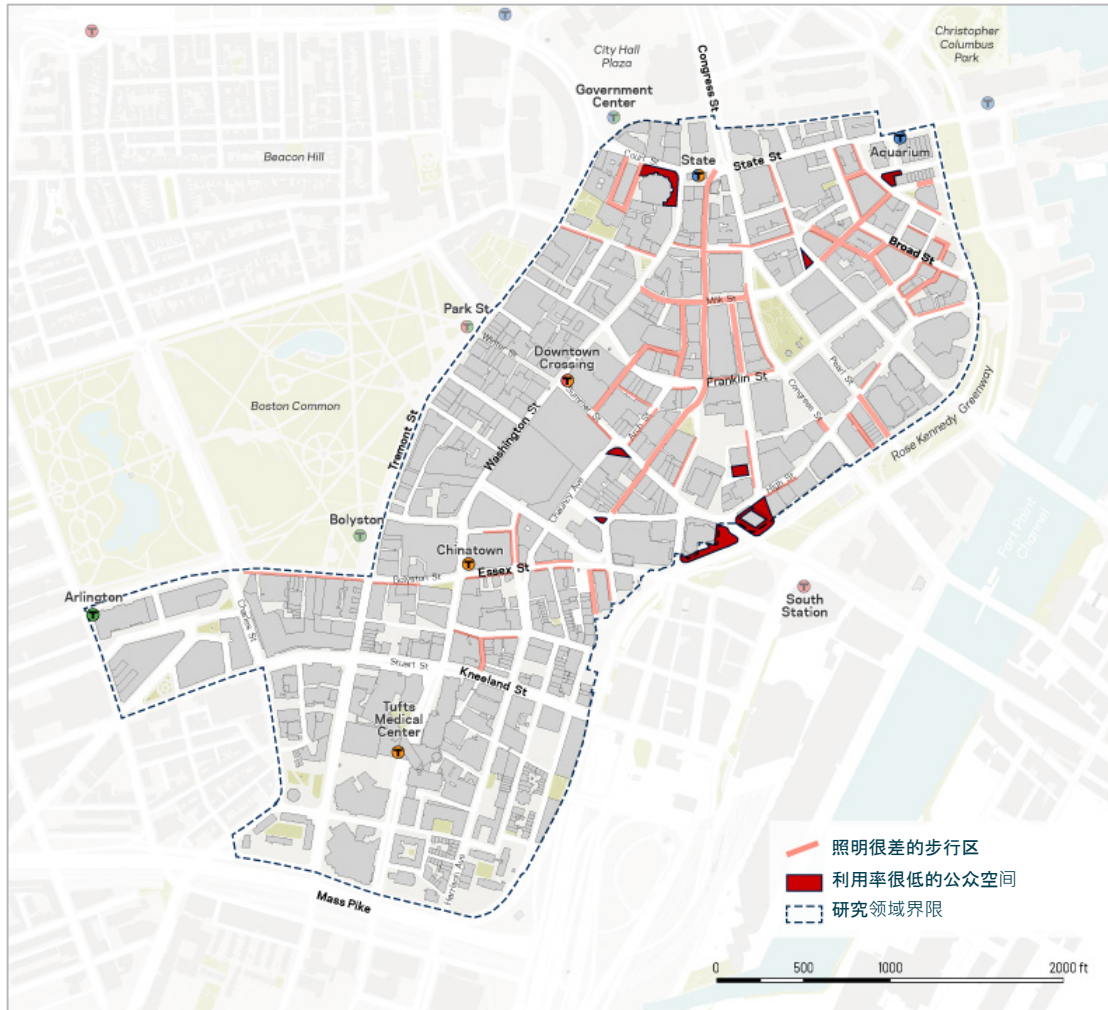 City Hall
Plaza
Congress St
Christopher
Columbus
Park
Government
Center
Beacon Hill
Court St
State
State St
Aquarium
Broad St
Milk St
Park St
Winter St
Downtown
Crossing
Franklin St
Pearl St
Congress St
Boston Common
Tremont St
Washington St
Summer St
Arch St
Rose Kennedy Greenway
Chauncy Ave
High St
Fort Point
Channel
Bolyston
Chinatown
Essex St
Boylston St
Arlington
Charles St
South
Station
Stuart St
Kneeland St
Tufts
Medical
Center
Harrison Ave
Mass Pike
照明很差的步行区
利用率很低的公众空间
研究领域界限
0 500 1000 2000 ft